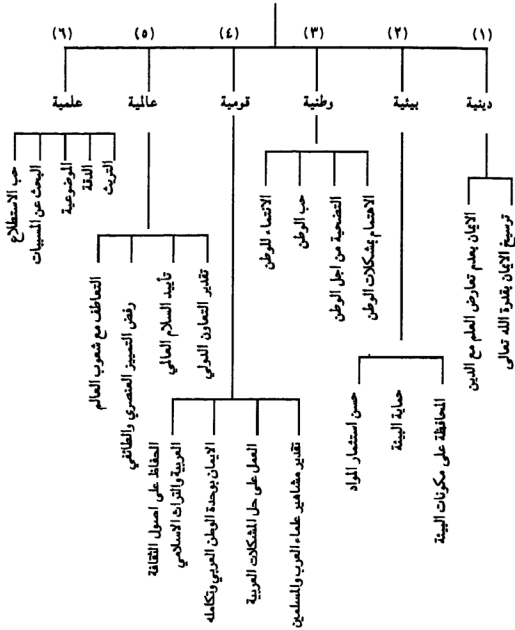 (١)
(٢)
(٣)
(٤)
(٥)
(٦)
دينية
بيئية
وطنية
قومية
عالمية
علمية
ترسيخ الايمان بقدرة الله تعالى
الايمان بعدم تعارض العلم مع الدين
المحافظة على مكونات البيئة
حماية البيئة
حسن استثمار المواد
الاهتمام بمشكلات الوطن
التضحية من اجل الوطن
حب الوطن
الانتماء للوطن
تقدير مشاهير علماء العرب والمسلمين
العمل على حل المشكلات العربية
الايمان بوحدة الوطن العربي وتكامله
الحفاظ على اصول الثقافة
العربية والتراث الاسلامي
تقدير التعاون الدولي
تأييد السلام العالمي
رفض التمييز العنصري والطائفي
التعاطف مع شعوب العالم
التريث
الدقة
الموضوعية
البحث عن المسببات
حب الاستطلاع